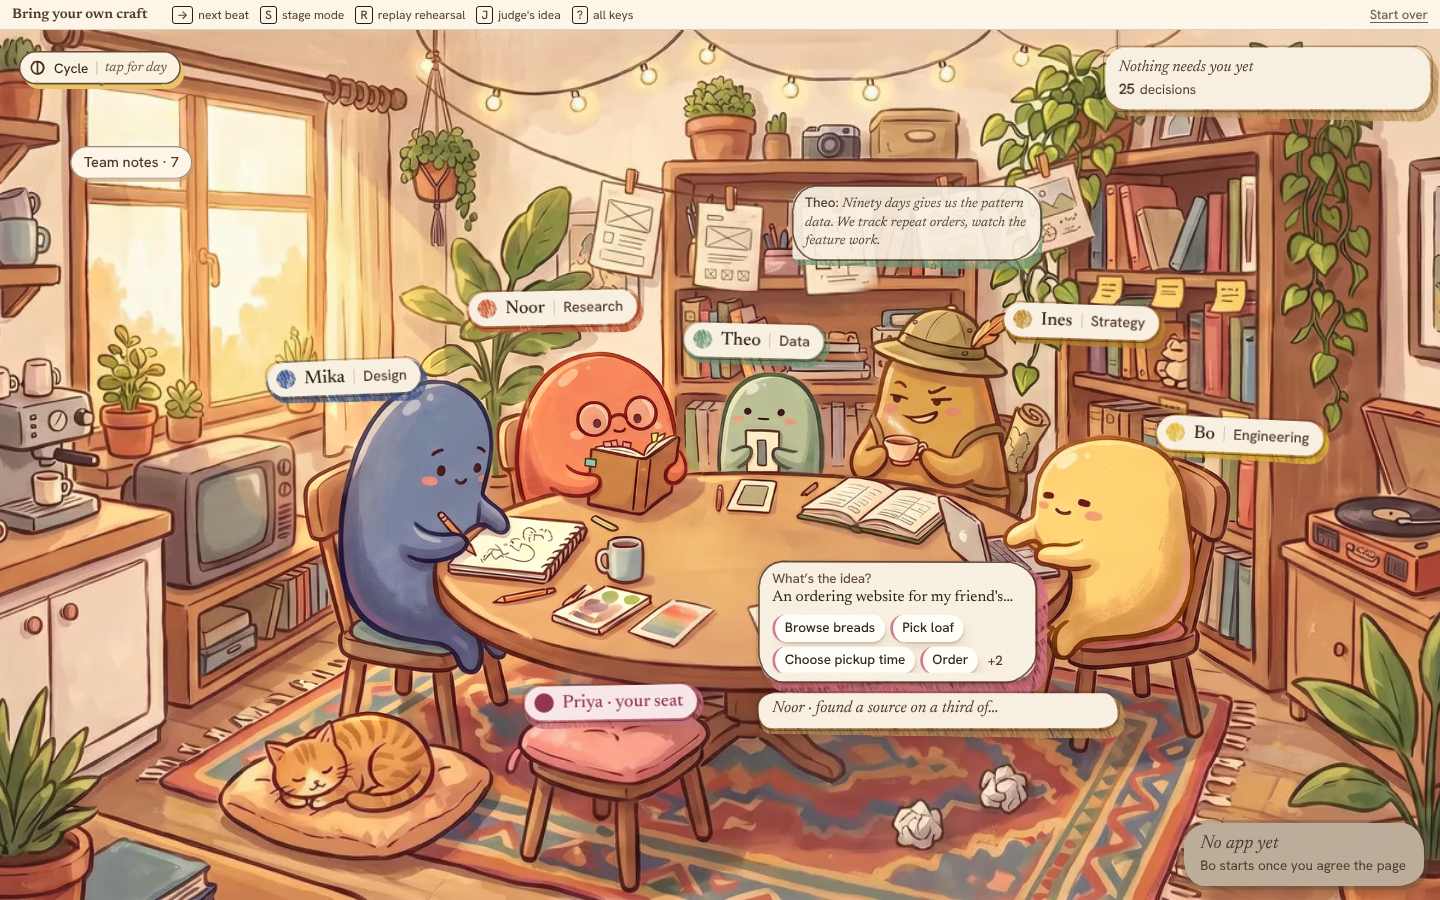 Bring your own craft
→ next beat S stage mode R replay rehearsal J judge's idea ? all keys
Start over
Cycle | tap for day
Nothing needs you yet
25 decisions
Team notes · 7
Theo: Ninety days gives us the pattern
data. We track repeat orders, watch the
feature work.
Noor | Research
Ines | Strategy
Theo | Data
Mika | Design
Bo | Engineering
What's the idea?
An ordering website for my friend's...
Browse breads Pick loaf
Choose pickup time Order +2
Priya · your seat
Noor · found a source on a third of...
No app yet
Bo starts once you agree the page